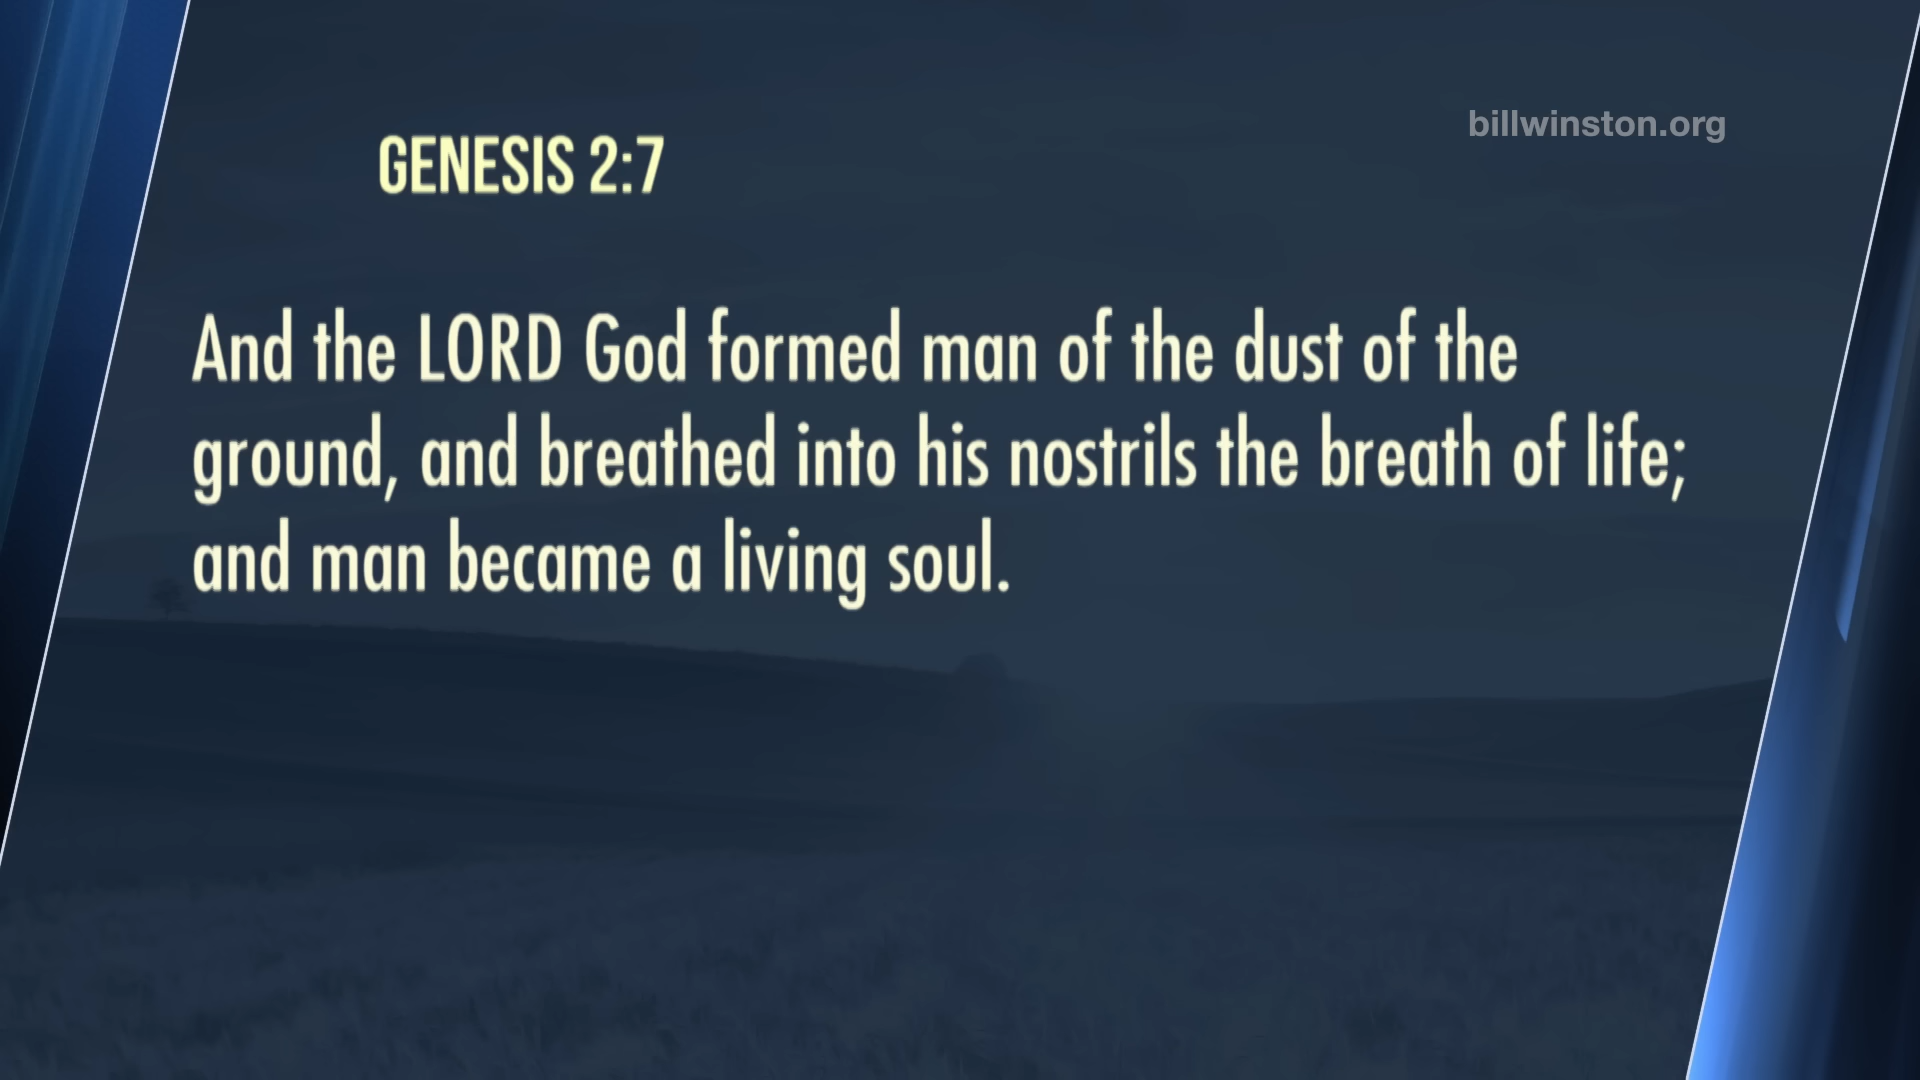 billwinston.org
GENESIS 2:7
And the LORD God formed man of the dust of the
ground, and breathed into his nostrils the breath of life;
and man became a living soul.